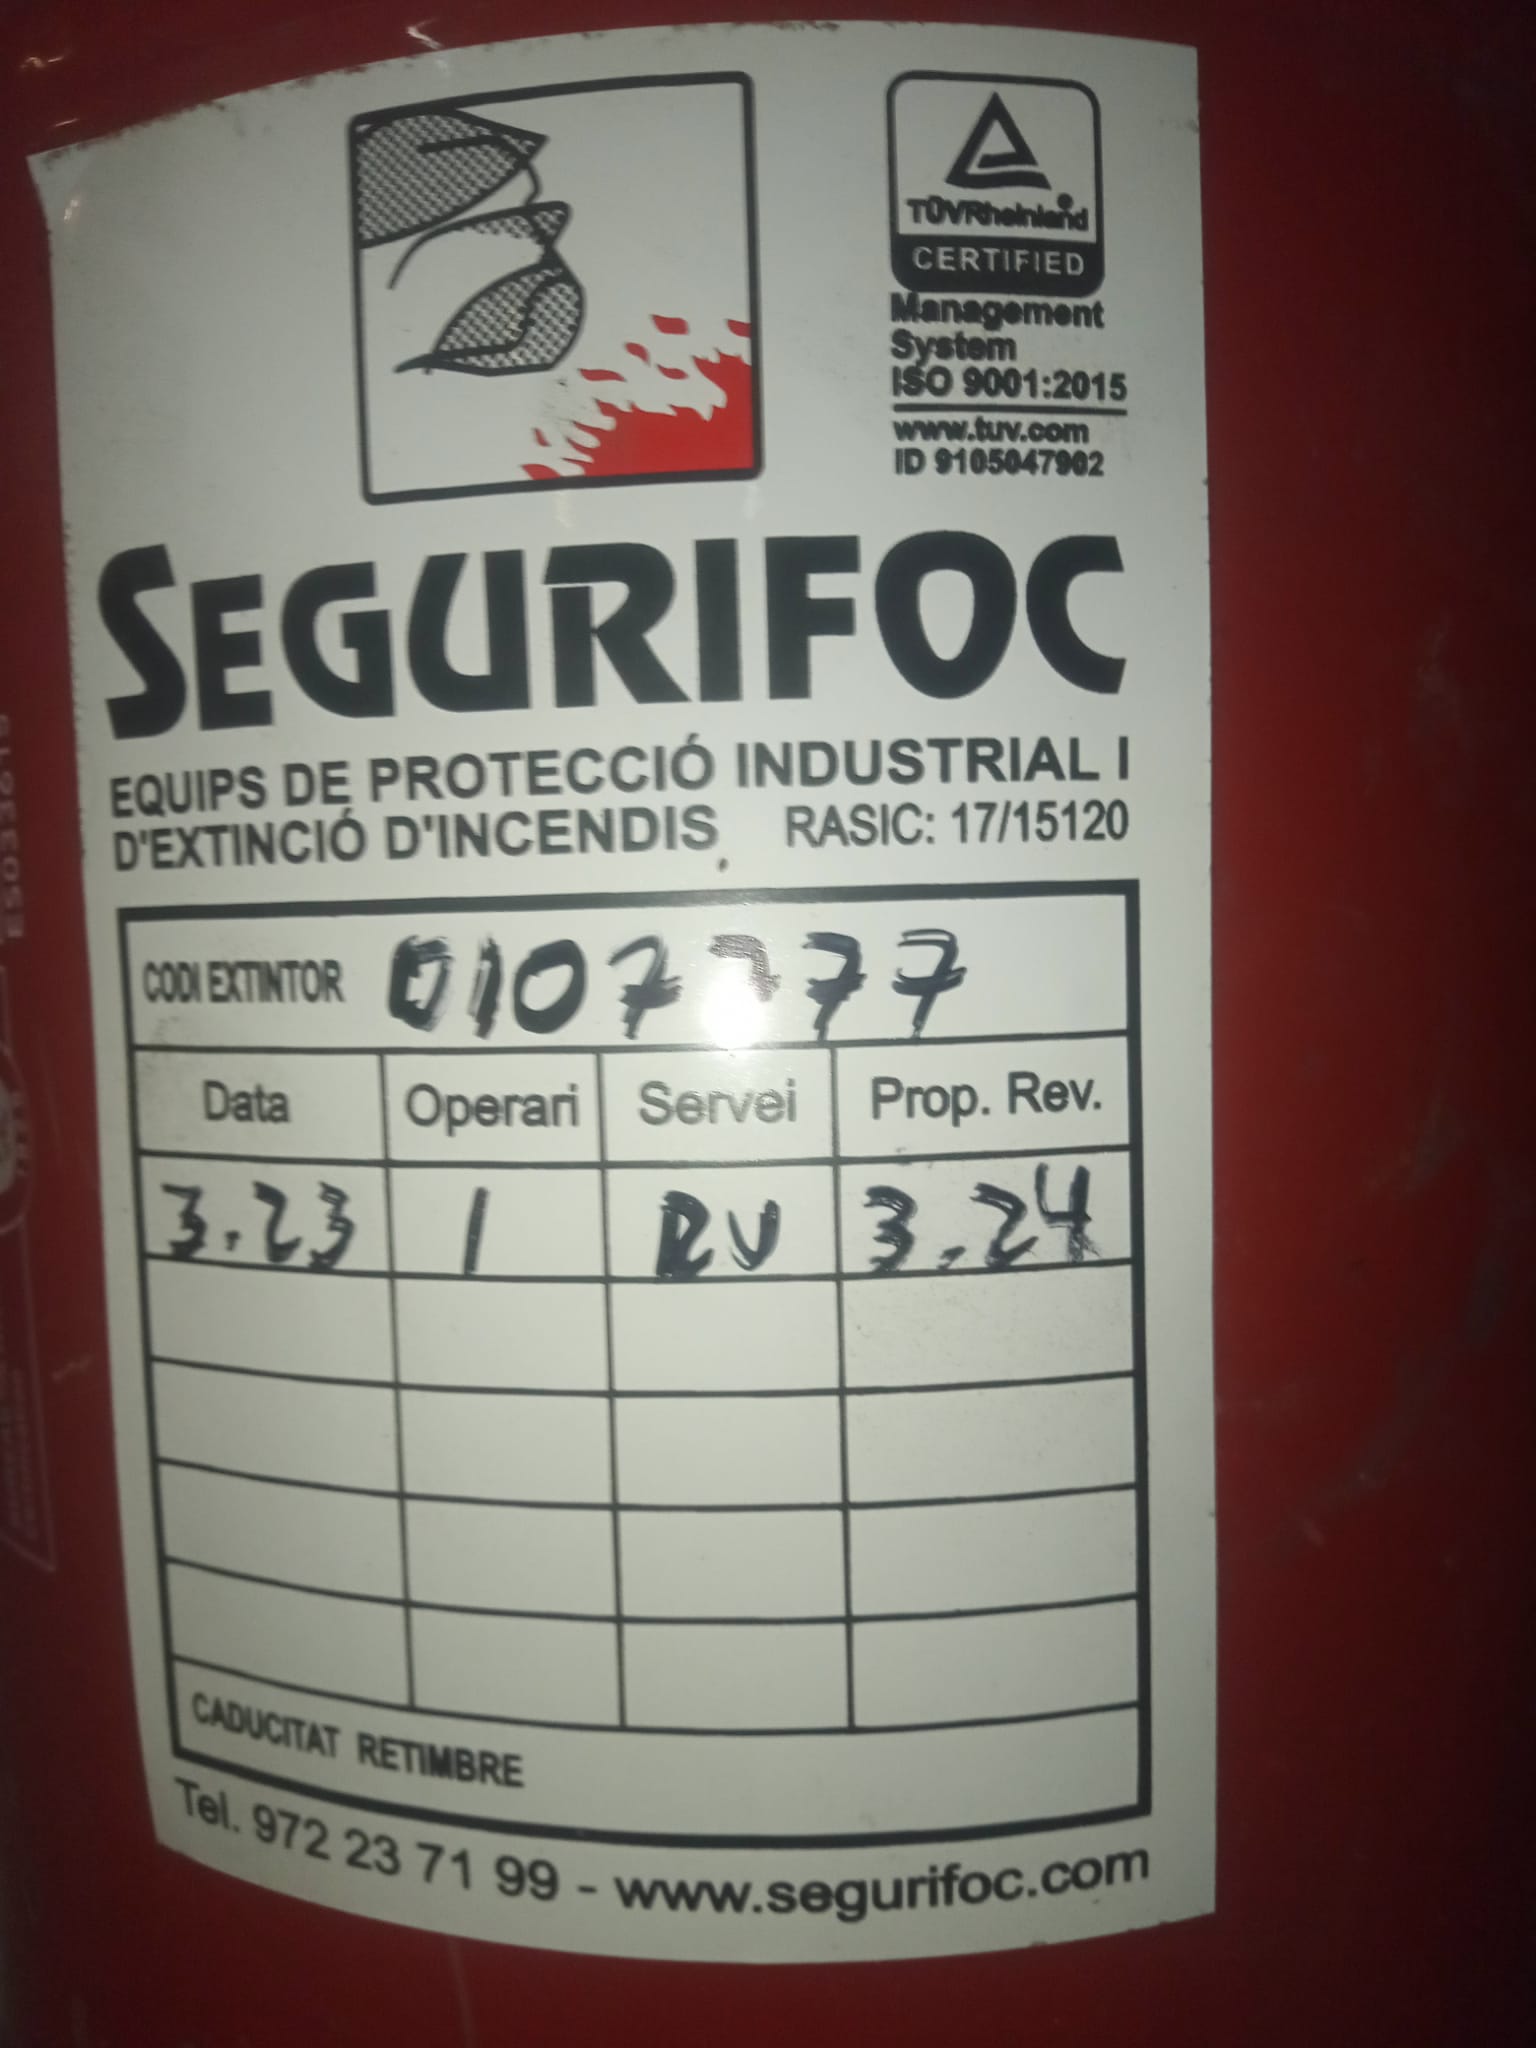 TÜVRheinland
CERTIFIED
Management
System
ISO 9001:2015
www.tuv.com
ID 9105047902
SEGURIFOC
EQUIPS DE PROTECCIÓ INDUSTRIAL I
D'EXTINCIÓ D'INCENDIS. RASIC: 17/15120
CODI EXTINTOR 0107777
Data Operari Servei Prop. Rev.
3.23 1 RV 3.24
CADUCITAT RETIMBRE
Tel. 972 23 71 99 - www.segurifoc.com